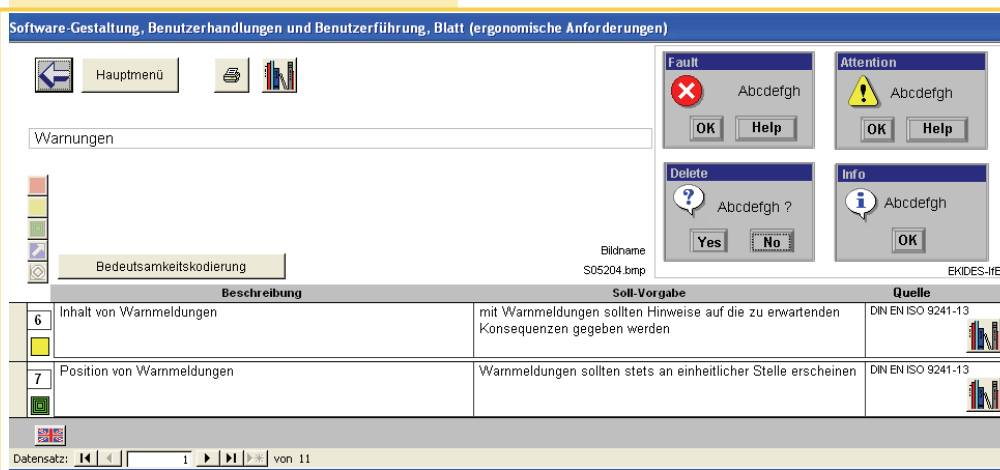 Software-Gestaltung, Benutzerhandlungen und Benutzerführung, Blatt (ergonomische Anforderungen)
Hauptmenü
Warnungen
Fault
Abcdefgh
OK Help
Attention
Abcdefgh
OK Help
Delete
Abcdefgh ?
Yes No
Info
Abcdefgh
OK
Bedeutsamkeitskodierung
Bildname
S05204.bmp
EKIDES-IfE
Beschreibung Soll-Vorgabe Quelle
6 Inhalt von Warnmeldungen mit Warnmeldungen sollten Hinweise auf die zu erwartenden DIN EN ISO 9241-13
Konsequenzen gegeben werden
7 Position von Warnmeldungen Warnmeldungen sollten stets an einheitlicher Stelle erscheinen DIN EN ISO 9241-13
Datensatz: 1 von 11